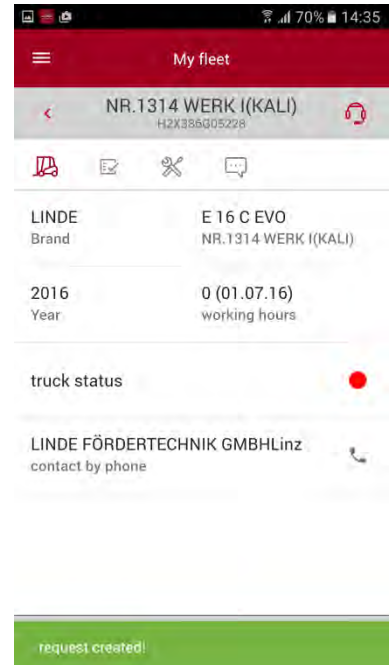 70% 14:35
My fleet
NR.1314 WERK I(KALI)
H2X386G05228
LINDE
Brand
E 16 C EVO
NR.1314 WERK I(KALI)
2016
Year
0 (01.07.16)
working hours
truck status
LINDE FÖRDERTECHNIK GMBHLinz
contact by phone
request created!